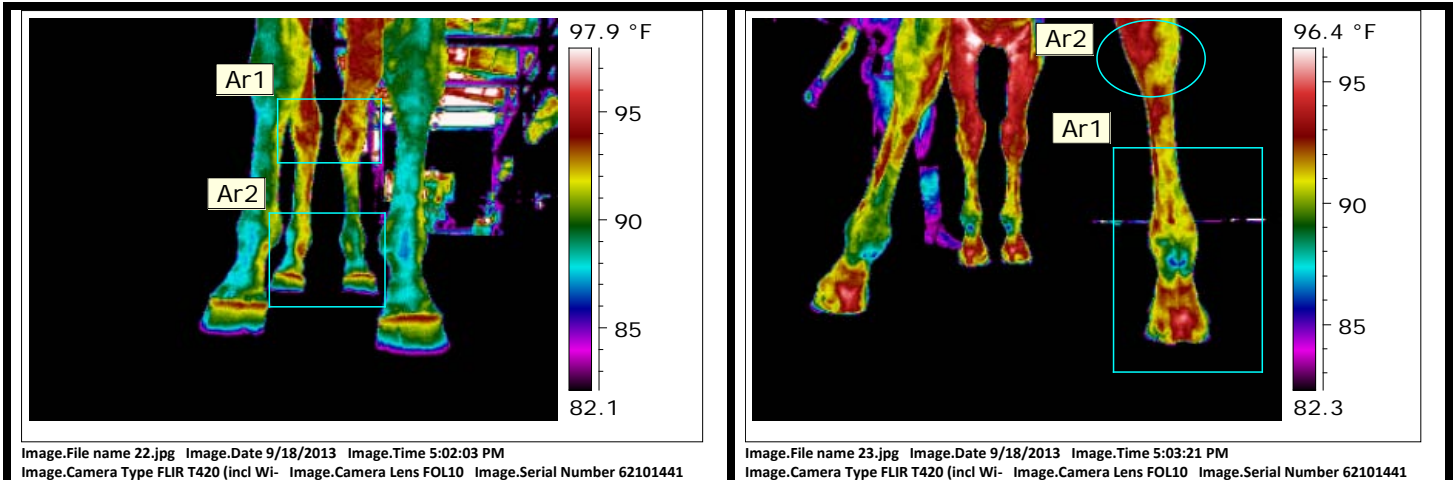 97.9 °F
Ar1
95
Ar2
90
85
82.1
Image.File name 22.jpg Image.Date 9/18/2013 Image.Time 5:02:03 PM
Image.Camera Type FLIR T420 (incl Wi- Image.Camera Lens FOL10 Image.Serial Number 62101441
96.4 °F
Ar2
95
Ar1
90
85
82.3
Image.File name 23.jpg Image.Date 9/18/2013 Image.Time 5:03:21 PM
Image.Camera Type FLIR T420 (incl Wi- Image.Camera Lens FOL10 Image.Serial Number 62101441